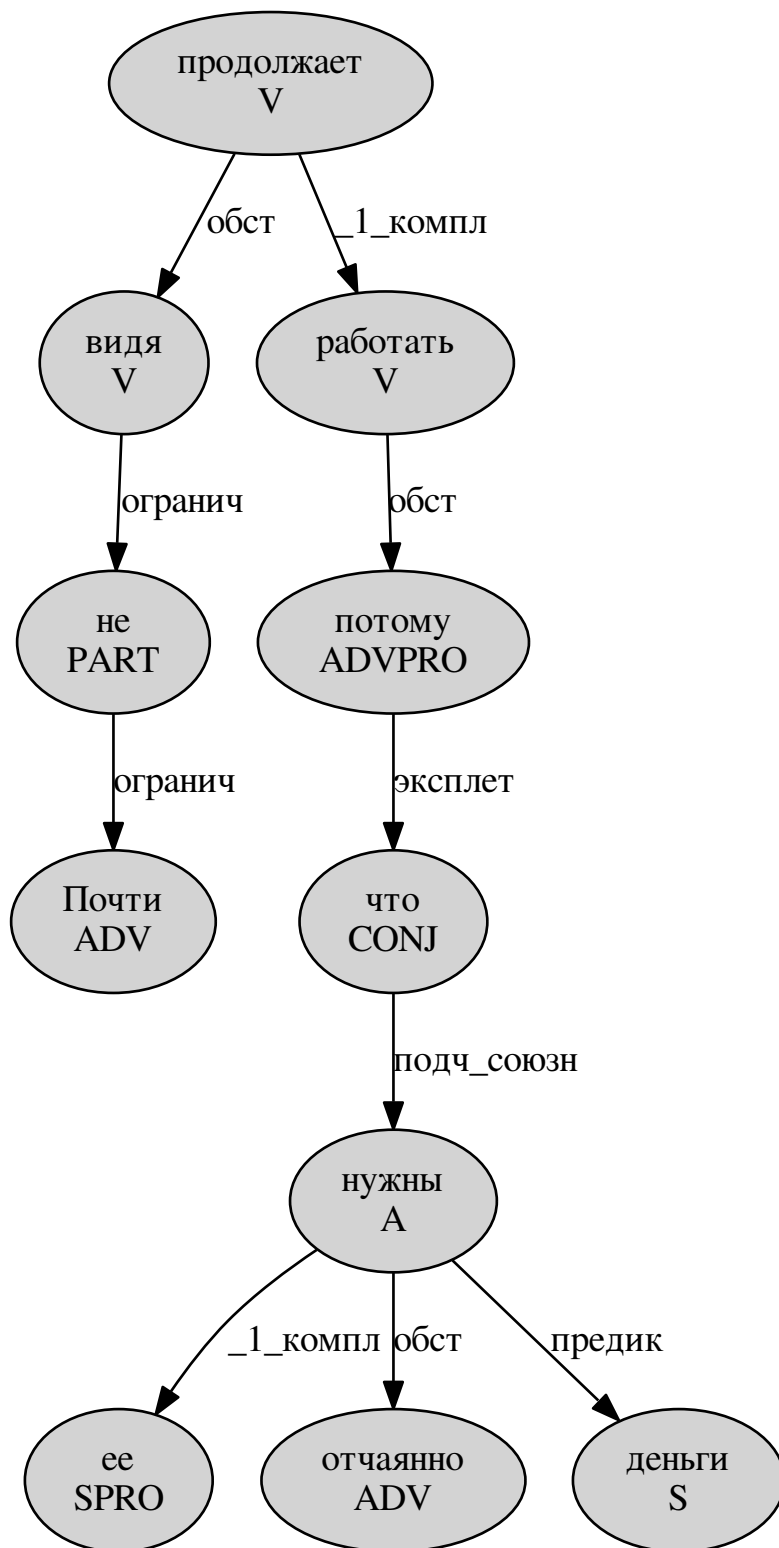 продолжает
V
обст
_1_компл
видя
V
работать
V
огранич
обст
не
PART
потому
ADVPRO
огранич
эксплет
Почти
ADV
что
CONJ
подч_союзн
нужны
A
_1_компл
обст
предик
ее
SPRO
отчаянно
ADV
деньги
S